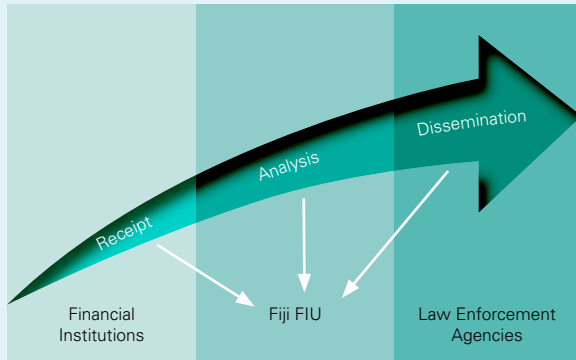 Receipt
Analysis
Dissemination
Financial
Institutions
Fiji FIU
Law Enforcement
Agencies